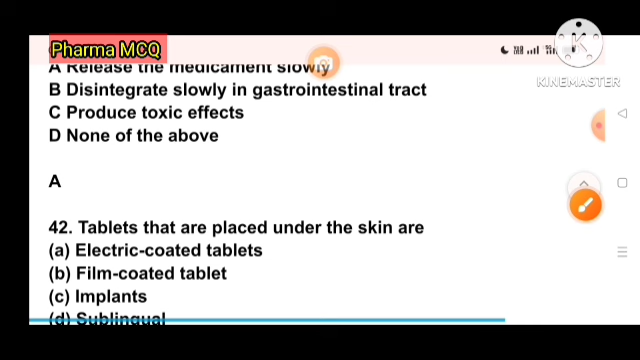 Pharma MCQ
KINEMASTER
A Release the medicament slowly
B Disintegrate slowly in gastrointestinal tract
C Produce toxic effects
D None of the above
A
42. Tablets that are placed under the skin are
(a) Electric-coated tablets
(b) Film-coated tablet
(c) Implants
(d) Sublingual